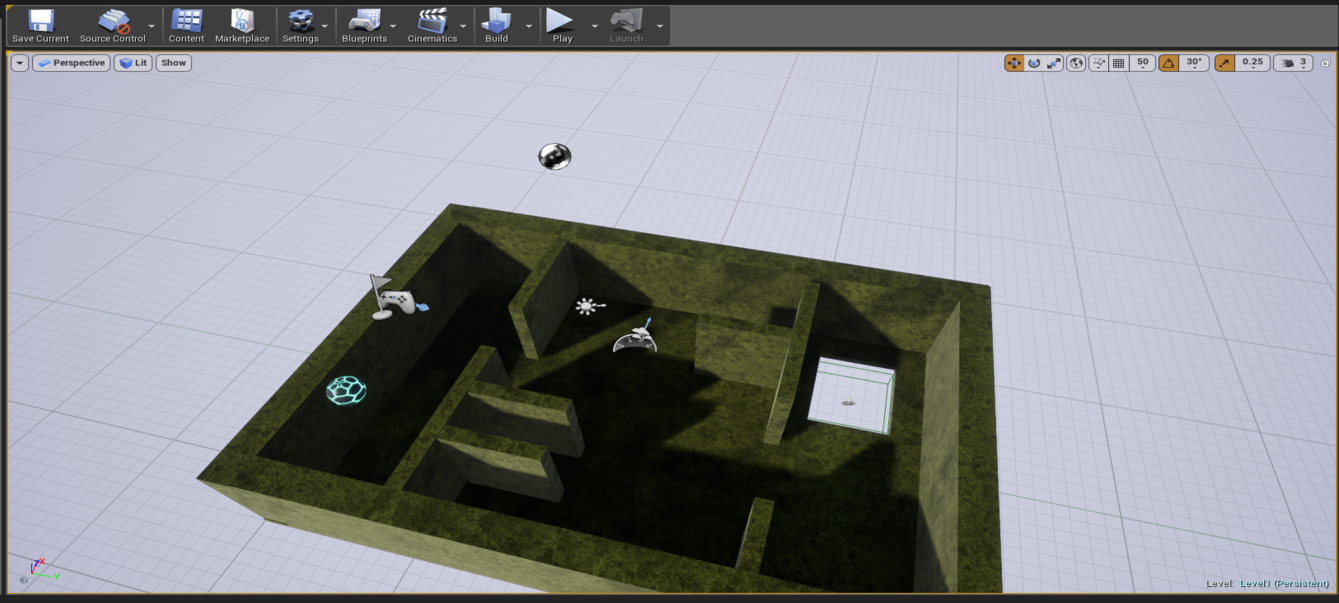 Save Current Source Control Content Marketplace Settings Blueprints Cinematics Build Play Launch
Perspective Lit Show 50 30° 0.25 3
Z X
Y
Level: Level1 (Persistent)